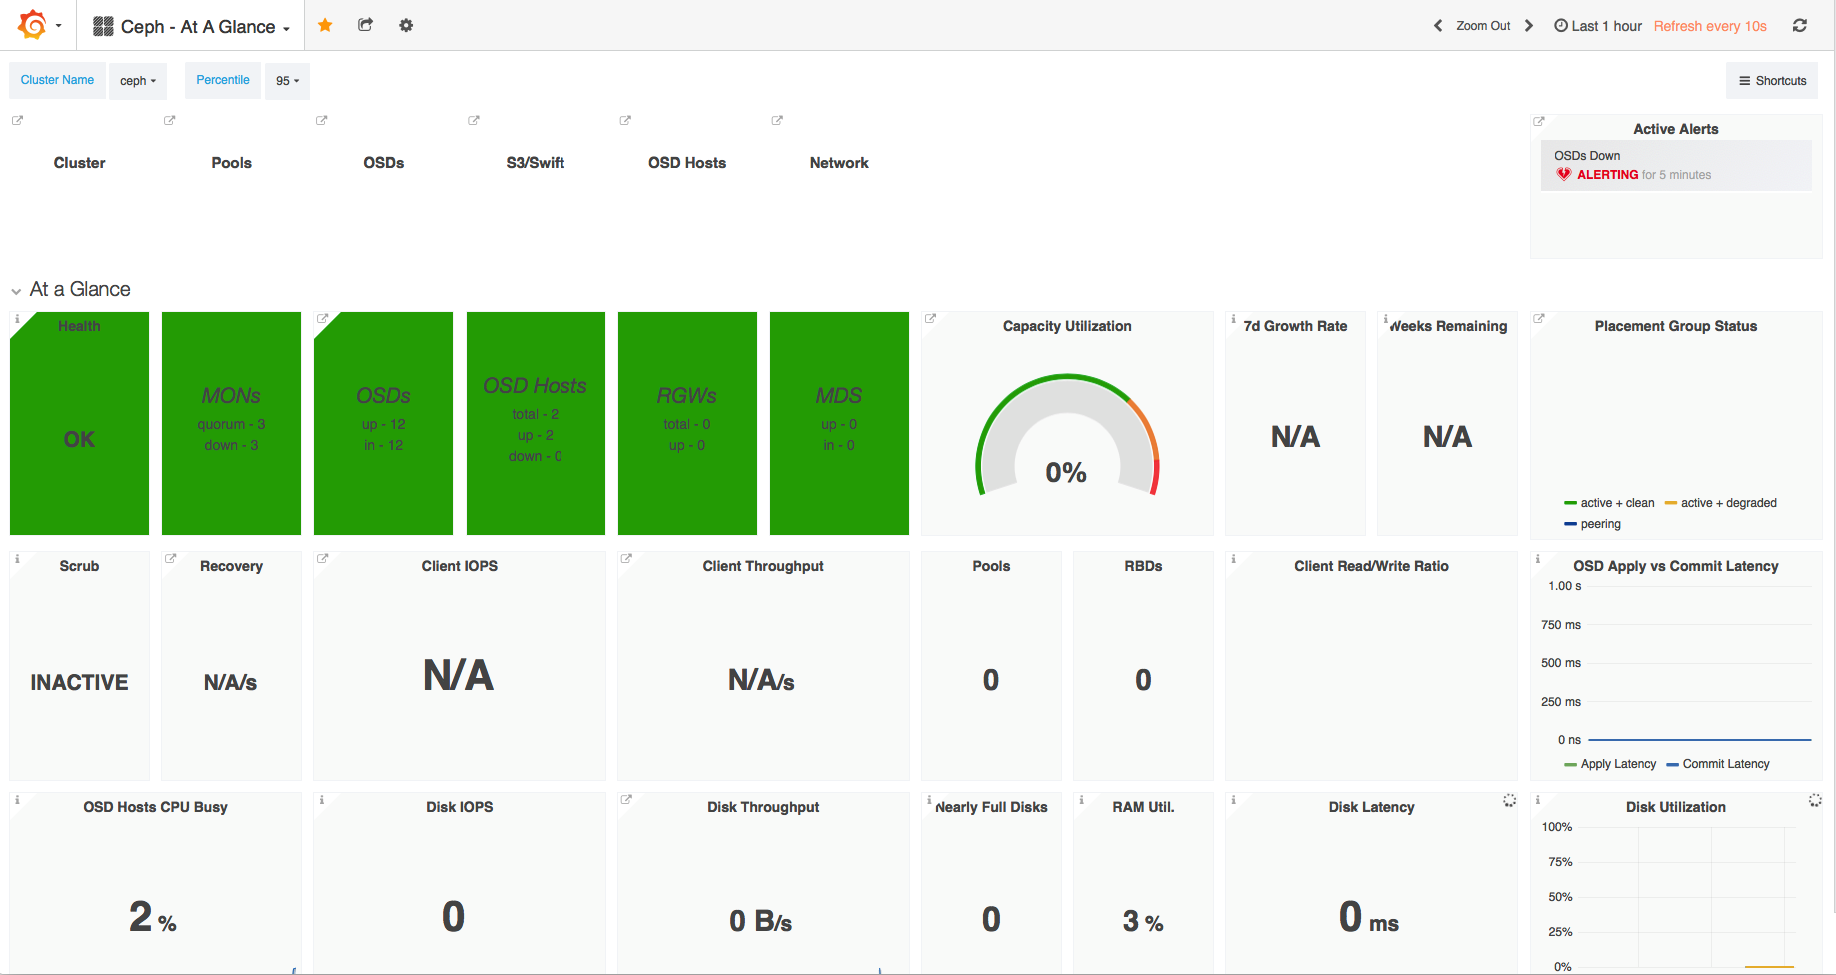 Ceph - At A Glance
Zoom Out
Last 1 hour
Refresh every 10s
Cluster Name
ceph
Percentile
95
Shortcuts
Cluster
Pools
OSDs
S3/Swift
OSD Hosts
Network
Active Alerts
OSDs Down
ALERTING for 5 minutes
At a Glance
Health
OK
MONs
quorum - 3
down - 3
OSDs
up - 12
in - 12
OSD Hosts
total - 2
up - 2
down - 0
RGWs
total - 0
up - 0
MDS
up - 0
in - 0
Capacity Utilization
0%
7d Growth Rate
N/A
Weeks Remaining
N/A
Placement Group Status
active + clean
active + degraded
peering
Scrub
INACTIVE
Recovery
N/A/s
Client IOPS
N/A
Client Throughput
N/A/s
Pools
0
RBDs
0
Client Read/Write Ratio
OSD Apply vs Commit Latency
1.00 s
750 ms
500 ms
250 ms
0 ns
Apply Latency
Commit Latency
OSD Hosts CPU Busy
2 %
Disk IOPS
0
Disk Throughput
0 B/s
Nearly Full Disks
0
RAM Util.
3 %
Disk Latency
0 ms
Disk Utilization
100%
75%
50%
25%
0%